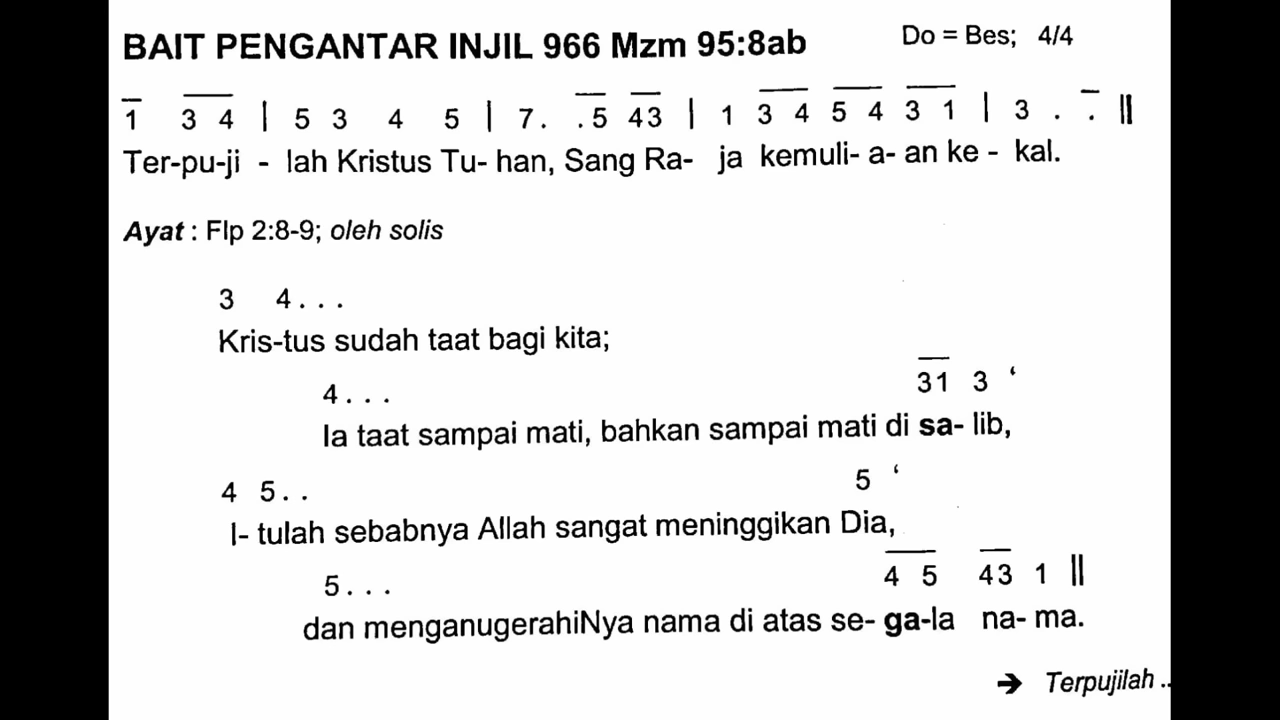 BAIT PENGANTAR INJIL 966 Mzm 95:8ab Do = Bes; 4/4
1 3 4 | 5 3 4 5 | 7. .5 43 | 1 3 4 5 4 3 1 | 3 . . ||
Ter-pu-ji - lah Kristus Tu- han, Sang Ra- ja kemuli- a- an ke - kal.
Ayat : Flp 2:8-9; oleh solis
3 4 . . .
Kris-tus sudah taat bagi kita;
4 . . . 31 3 ‘
Ia taat sampai mati, bahkan sampai mati di sa- lib,
4 5 . . 5 ‘
I- tulah sebabnya Allah sangat meninggikan Dia,
5 . . . 4 5 43 1 ||
dan menganugerahiNya nama di atas se- ga-la na- ma.
→ Terpujilah ..